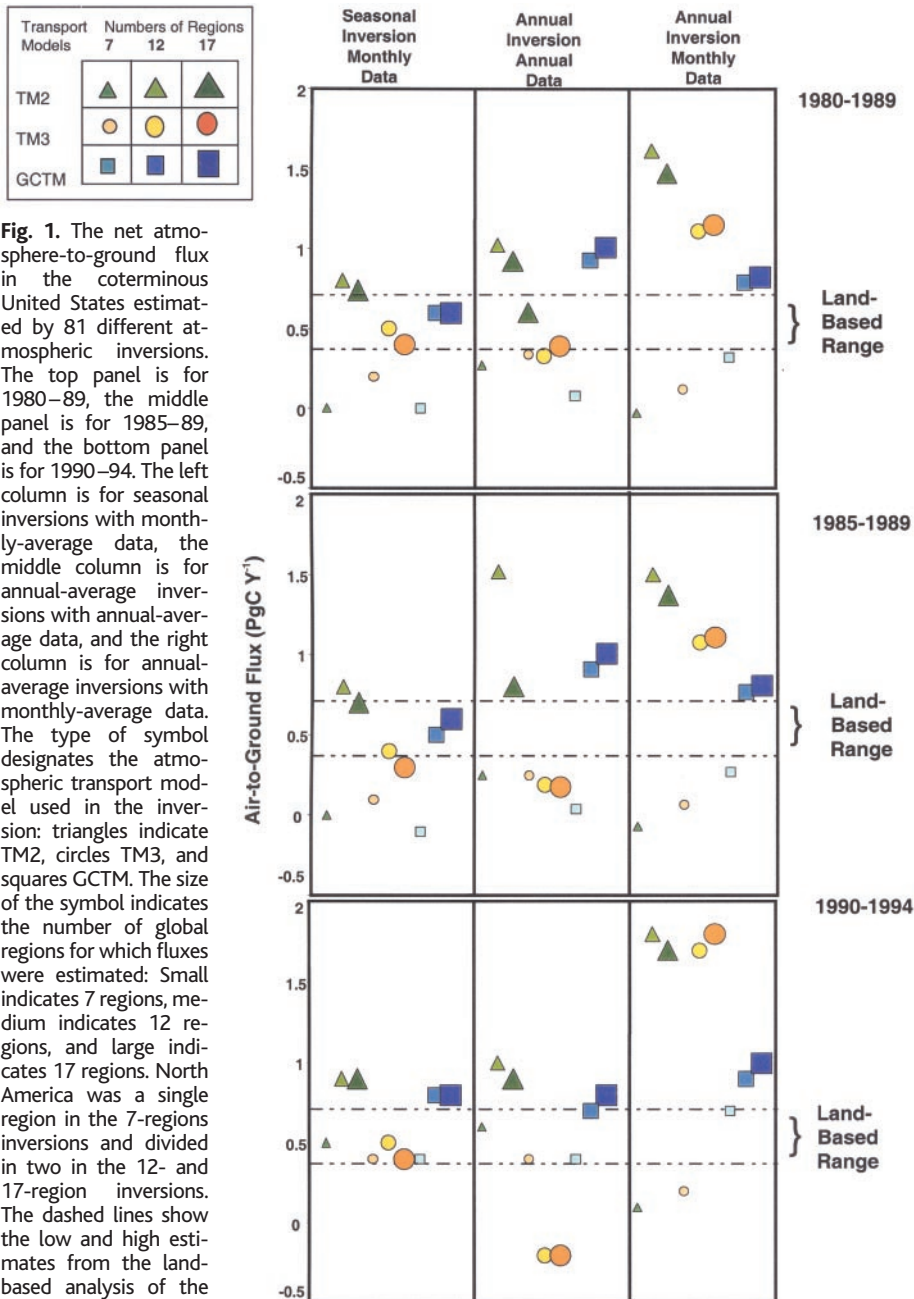 Transport Numbers of Regions
Models 7 12 17
TM2
TM3
GCTM
Fig. 1. The net atmo-
sphere-to-ground flux
in the coterminous
United States estimat-
ed by 81 different at-
mospheric inversions.
The top panel is for
1980–89, the middle
panel is for 1985–89,
and the bottom panel
is for 1990–94. The left
column is for seasonal
inversions with month-
ly-average data, the
middle column is for
annual-average inver-
sions with annual-aver-
age data, and the right
column is for annual-
average inversions with
monthly-average data.
The type of symbol
designates the atmo-
spheric transport mod-
el used in the inver-
sion: triangles indicate
TM2, circles TM3, and
squares GCTM. The size
of the symbol indicates
the number of global
regions for which fluxes
were estimated: Small
indicates 7 regions, me-
dium indicates 12 re-
gions, and large indi-
cates 17 regions. North
America was a single
region in the 7-regions
inversions and divided
in two in the 12- and
17-region inversions.
The dashed lines show
the low and high esti-
mates from the land-
based analysis of the
Seasonal
Inversion
Monthly
Data
Annual
Inversion
Annual
Data
Annual
Inversion
Monthly
Data
Air-to-Ground Flux (PgC Y⁻¹)
2
1.5
1
0.5
0
-0.5
1980-1989
Land-
Based
Range
2
1.5
1
0.5
0
-0.5
1985-1989
Land-
Based
Range
2
1.5
1
0.5
0
-0.5
1990-1994
Land-
Based
Range